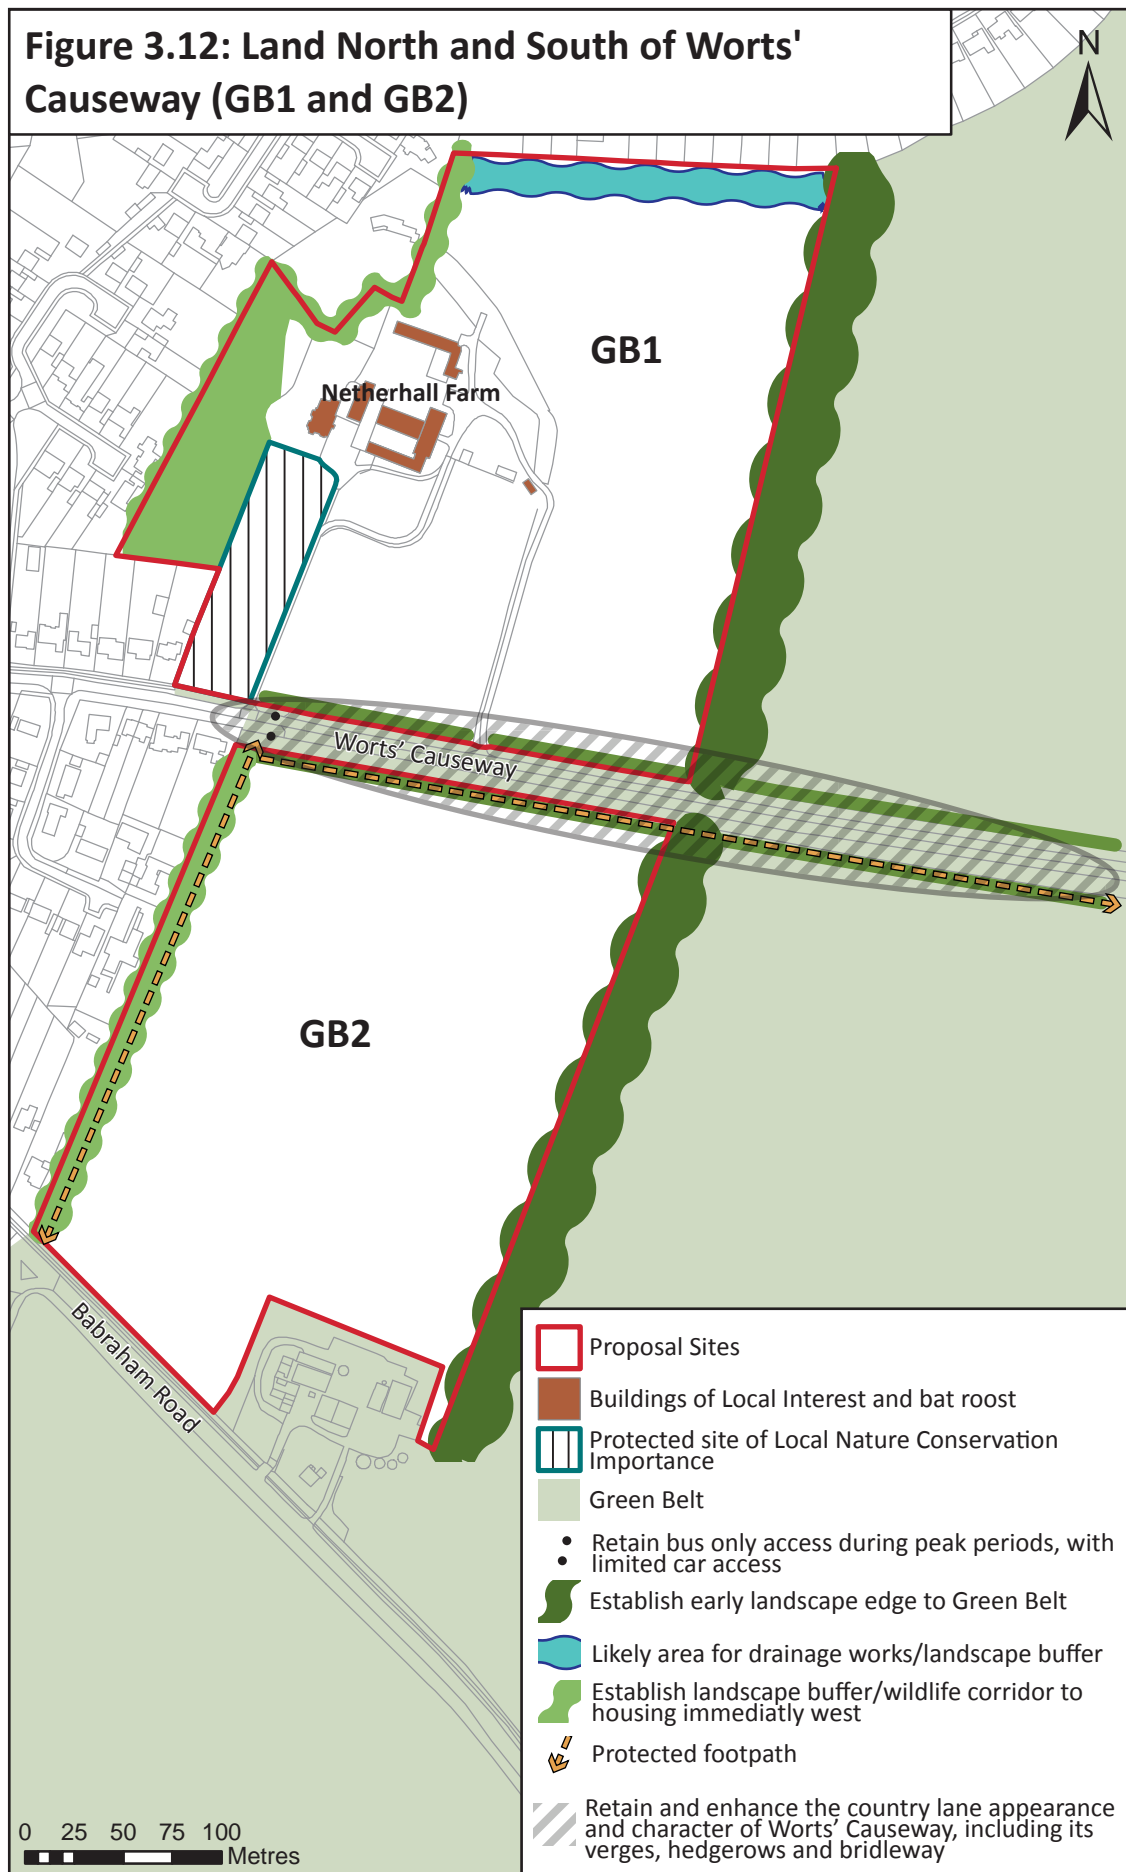 Figure 3.12: Land North and South of Worts'
Causeway (GB1 and GB2)
N
GB1
Netherhall Farm
Worts' Causeway
GB2
Babraham Road
Proposal Sites
Buildings of Local Interest and bat roost
Protected site of Local Nature Conservation
Importance
Green Belt
Retain bus only access during peak periods, with
limited car access
Establish early landscape edge to Green Belt
Likely area for drainage works/landscape buffer
Establish landscape buffer/wildlife corridor to
housing immediatly west
Protected footpath
Retain and enhance the country lane appearance
and character of Worts' Causeway, including its
verges, hedgerows and bridleway
0 25 50 75 100
Metres